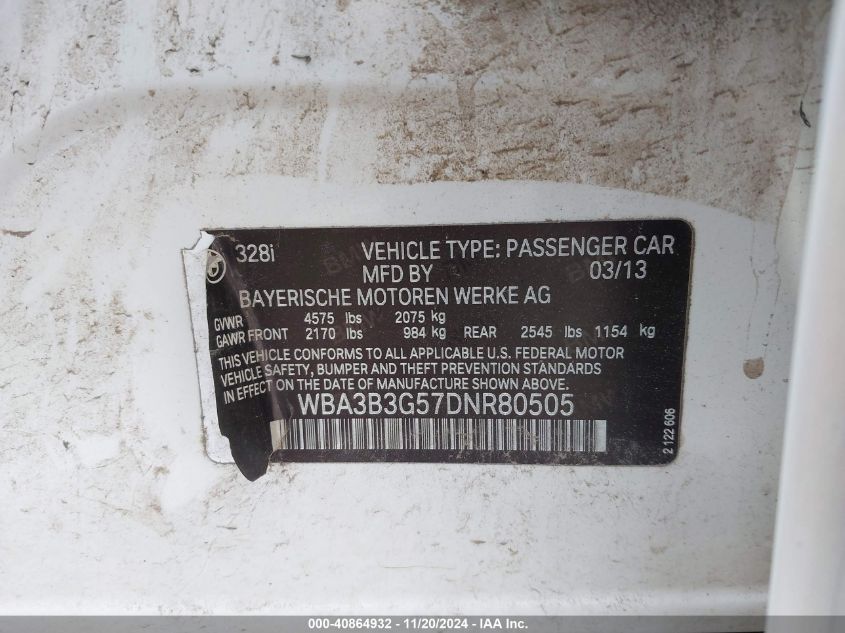 328i VEHICLE TYPE: PASSENGER CAR
MFD BY 03/13
BAYERISCHE MOTOREN WERKE AG
GVWR 4575 lbs 2075 kg
GAWR FRONT 2170 lbs 984 kg REAR 2545 lbs 1154 kg
THIS VEHICLE CONFORMS TO ALL APPLICABLE U.S. FEDERAL MOTOR
VEHICLE SAFETY, BUMPER AND THEFT PREVENTION STANDARDS
IN EFFECT ON THE DATE OF MANUFACTURE SHOWN ABOVE.
WBA3B3G57DNR80505
2 122 606
000-40864932 - 11/20/2024 - IAA Inc.